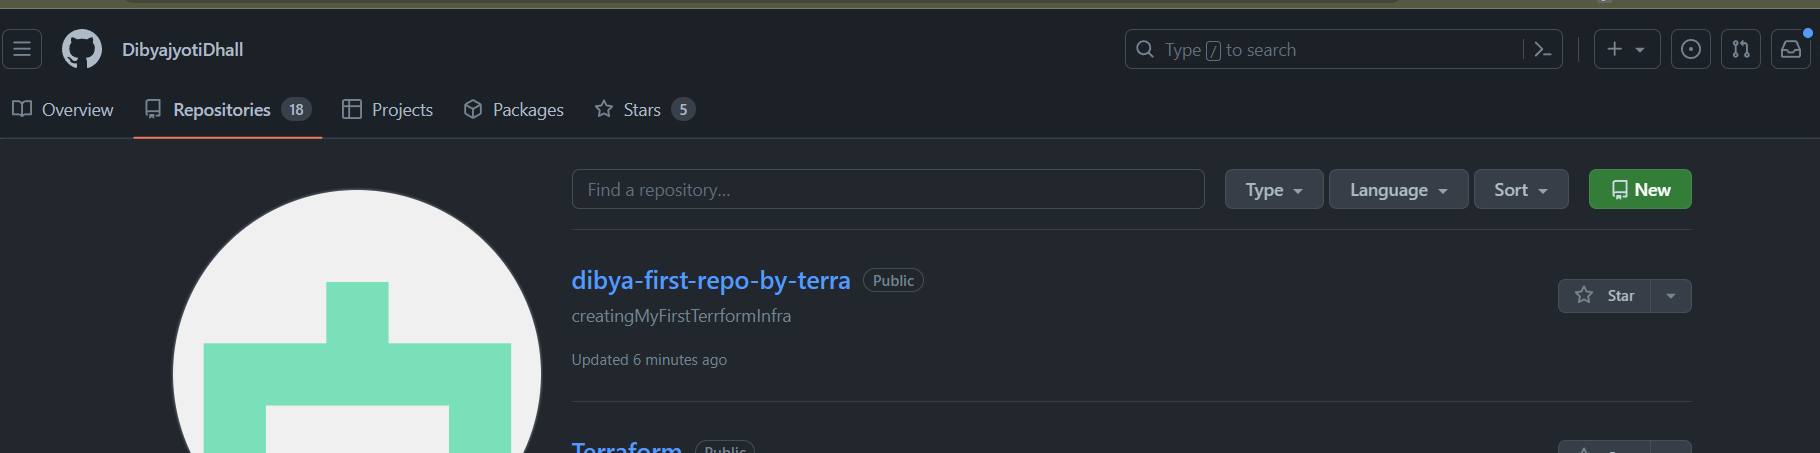 DibyajyotiDhall
Type / to search
Overview Repositories 18 Projects Packages Stars 5
Find a repository...
Type Language Sort New
dibya-first-repo-by-terra Public
Star
creatingMyFirstTerrformInfra
Updated 6 minutes ago
Terraform Public